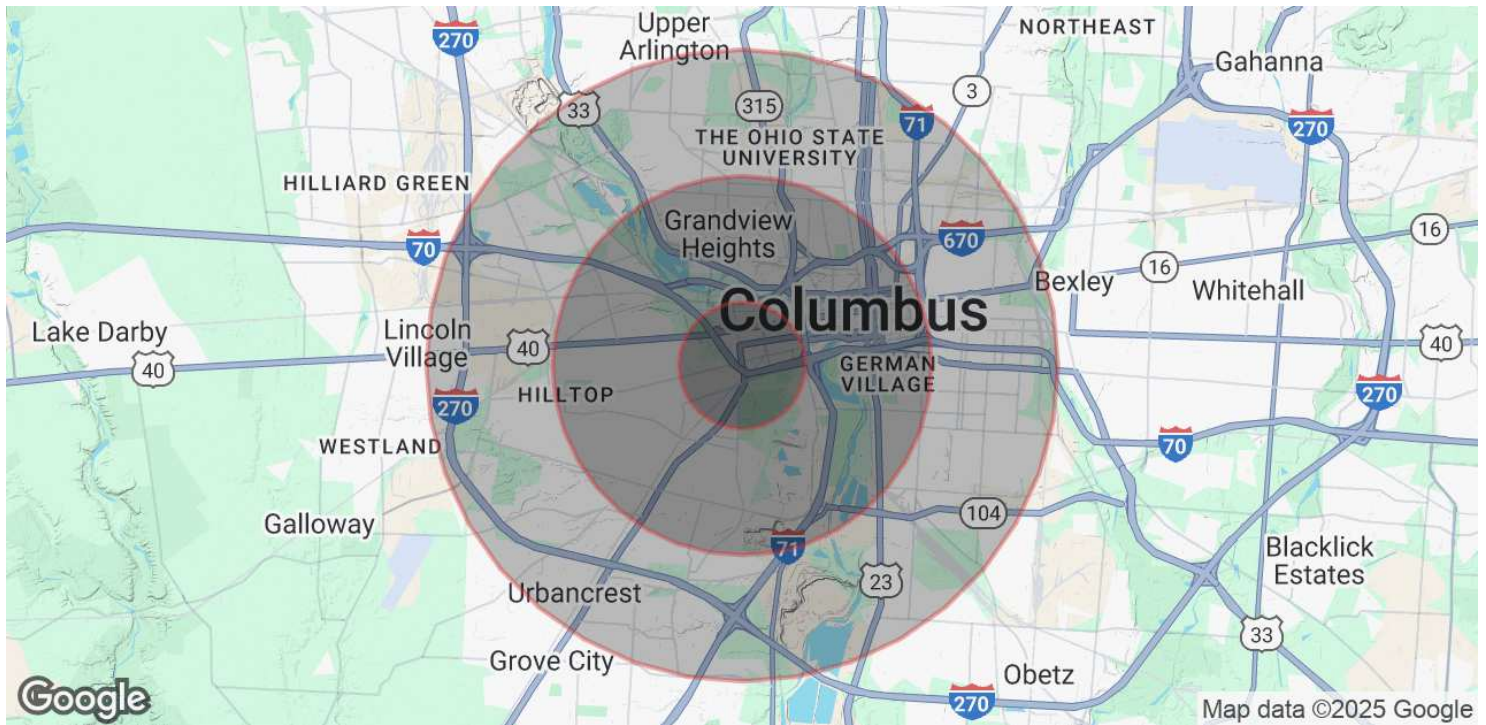 Upper
Arlington
NORTHEAST
270
Gahanna
33
315
3
71
270
THE OHIO STATE
UNIVERSITY
HILLIARD GREEN
Grandview
Heights
70
670
16
16
Bexley
Whitehall
Columbus
Lake Darby
Lincoln
Village
40
40
40
GERMAN
VILLAGE
HILLTOP
270
270
WESTLAND
70
Galloway
104
71
Blacklick
Estates
23
Urbancrest
33
Grove City
Obetz
270
Google
Map data ©2025 Google